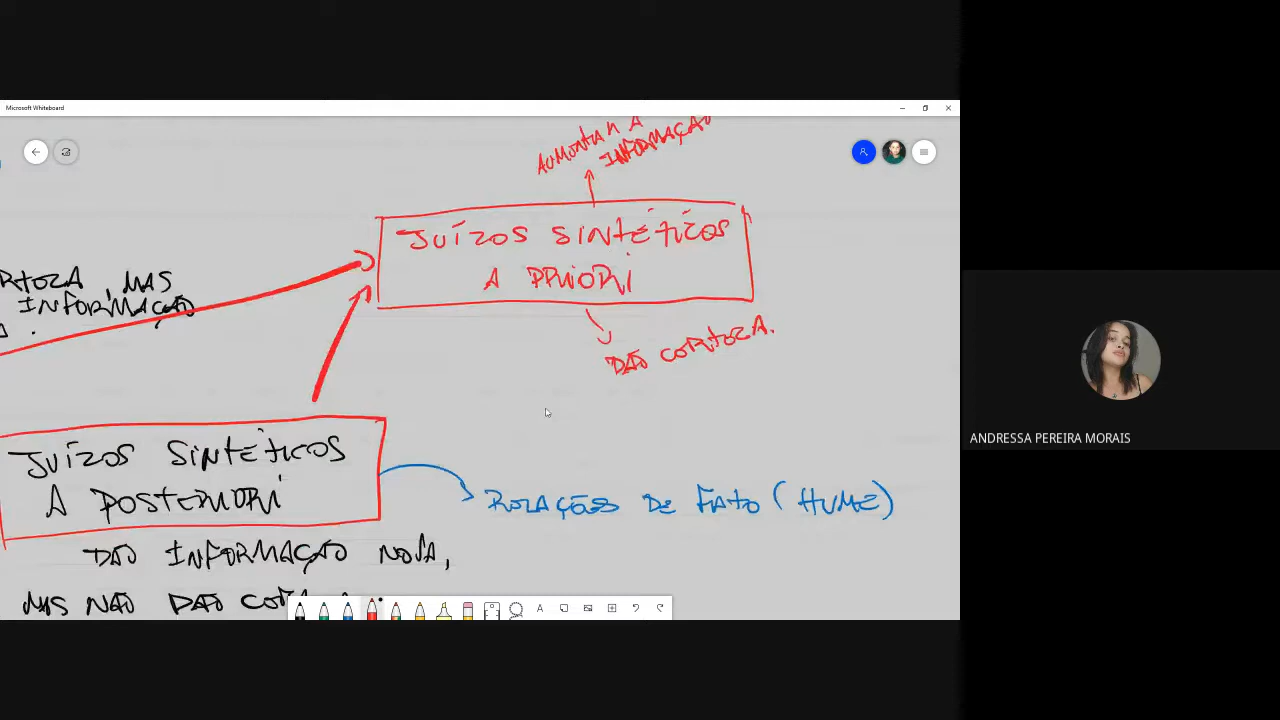 Microsoft Whiteboard
AUMENTAR A
INFORMAÇÃO
JUÍZOS SINTÉTICOS
A PRIORI
DÃO CERTEZA.
RTEZA, MAS
INFORMAÇÃO
A.
JUÍZOS SINTÉTICOS
A POSTERIORI
RELAÇÕES DE FATO (HUME)
DÃO INFORMAÇÃO NOVA,
MAS NÃO DÃO
ANDRESSA PEREIRA MORAIS